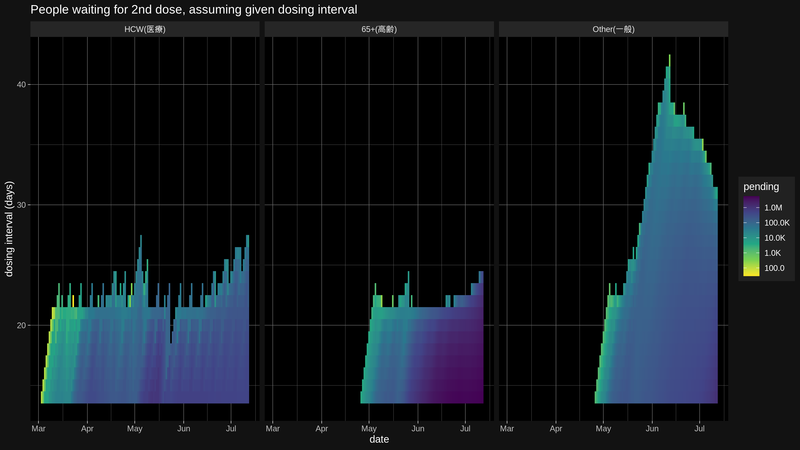 People waiting for 2nd dose, assuming given dosing interval
HCW(医療)
65+(高齢)
Other(一般)
dosing interval (days)
40
30
20
Mar Apr May Jun Jul
Mar Apr May Jun Jul
Mar Apr May Jun Jul
date
pending
1.0M
100.0K
10.0K
1.0K
100.0